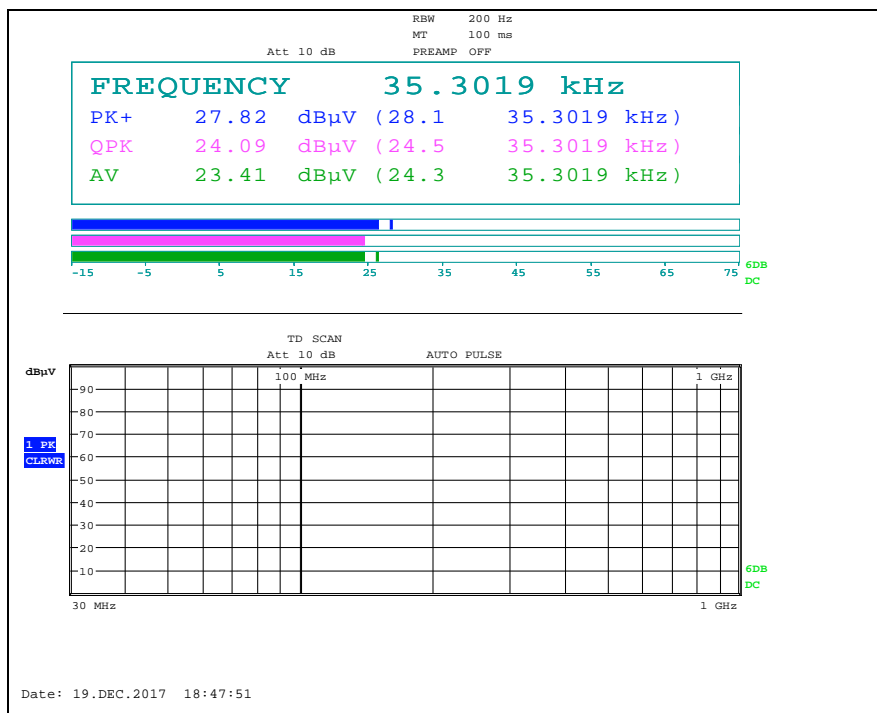 RBW 200 Hz
MT 100 ms
Att 10 dB PREAMP OFF
FREQUENCY 35.3019 kHz
PK+ 27.82 dBµV (28.1 35.3019 kHz)
QPK 24.09 dBµV (24.5 35.3019 kHz)
AV 23.41 dBµV (24.3 35.3019 kHz)
-15 -5 5 15 25 35 45 55 65 75
6DB
DC
TD SCAN
Att 10 dB AUTO PULSE
dBµV
100 MHz 1 GHz
90
80
70
1 PK
CLRWR
60
50
40
30
20
10
6DB
DC
30 MHz 1 GHz
Date: 19.DEC.2017 18:47:51